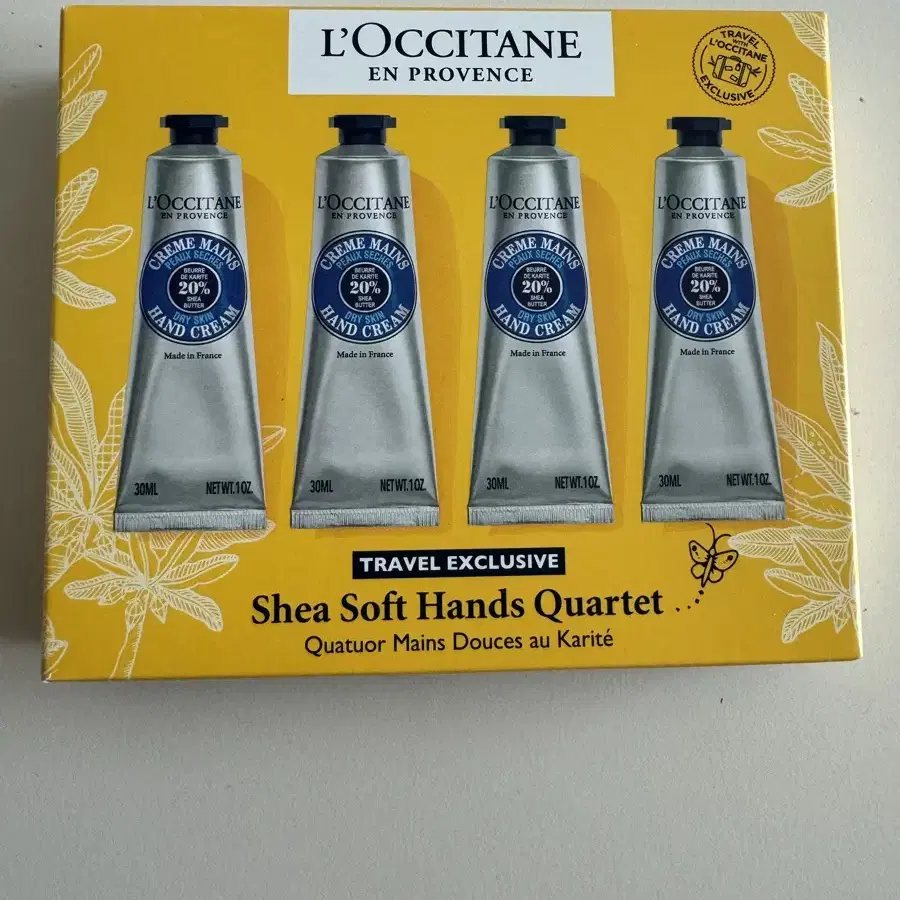 L'OCCITANE
EN PROVENCE
TRAVEL
WITH
L'OCCITANE
EXCLUSIVE
L'OCCITANE
EN PROVENCE
CREME MAINS
PEAUX SECHES
BEURRE
DE KARITE
20%
SHEA
BUTTER
DRY SKIN
HAND CREAM
Made in France
30ML NET WT. 1 OZ.
L'OCCITANE
EN PROVENCE
CREME MAINS
PEAUX SECHES
BEURRE
DE KARITE
20%
SHEA
BUTTER
DRY SKIN
HAND CREAM
Made in France
30ML NET WT. 1 OZ.
L'OCCITANE
EN PROVENCE
CREME MAINS
PEAUX SECHES
BEURRE
DE KARITE
20%
SHEA
BUTTER
DRY SKIN
HAND CREAM
Made in France
30ML NET WT. 1 OZ.
L'OCCITANE
EN PROVENCE
CREME MAINS
PEAUX SECHES
BEURRE
DE KARITE
20%
SHEA
BUTTER
DRY SKIN
HAND CREAM
Made in France
30ML NET WT. 1 OZ.
TRAVEL EXCLUSIVE
Shea Soft Hands Quartet
Quatuor Mains Douces au Karité